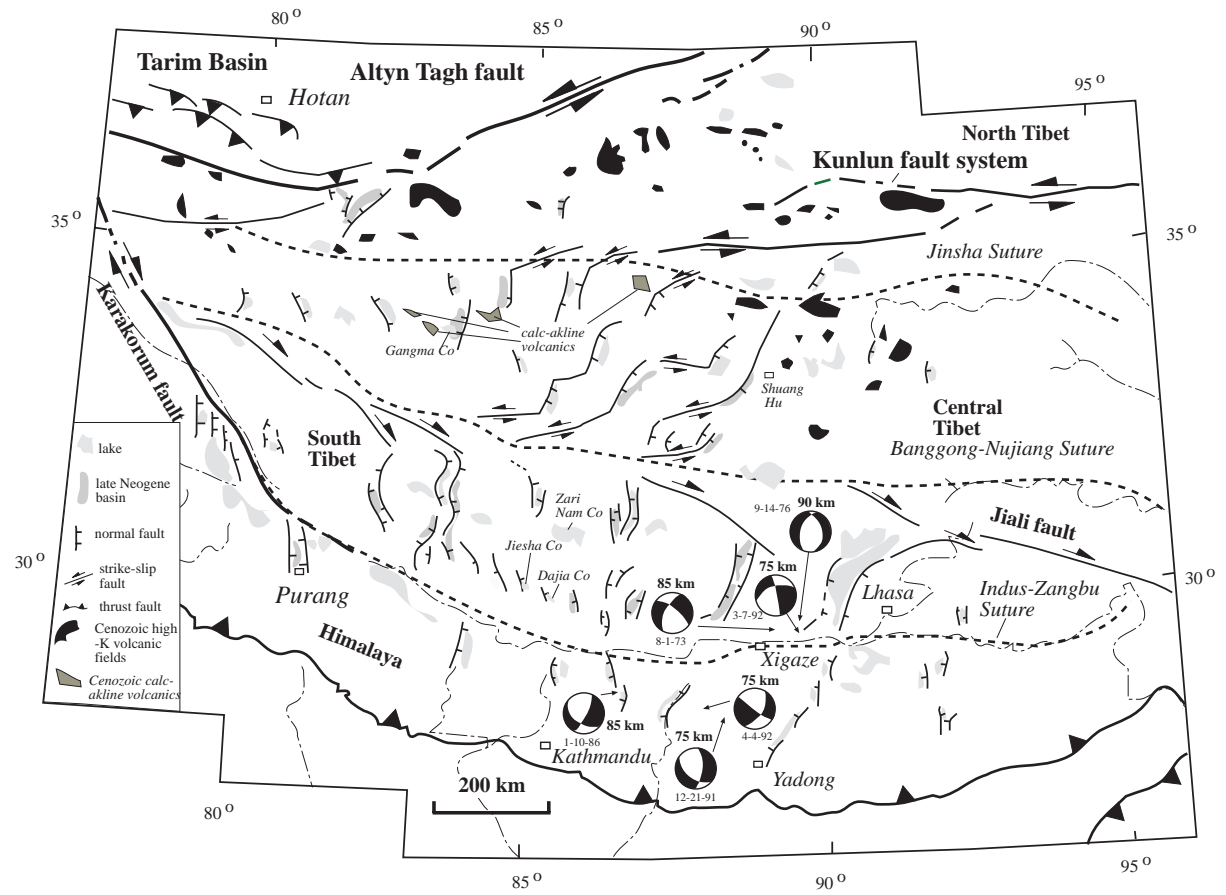 80 o
85 o
90 o
95 o
Tarim Basin
Altyn Tagh fault
Hotan
North Tibet
Kunlun fault system
35 o
35 o
Jinsha Suture
Karakorum fault
Gangma Co
calc-akline
volcanics
Shuang
Hu
Central
Tibet
Banggong-Nujiang Suture
South
Tibet
lake
late Neogene
basin
normal fault
strike-slip
fault
thrust fault
Cenozoic high
-K volcanic
fields
Cenozoic calc-
akline volcanics
Zari
Nam Co
Jiesha Co
Dajia Co
9-14-76
90 km
Jiali fault
30 o
30 o
75 km
3-7-92
85 km
8-1-73
Lhasa
Indus-Zangbu
Suture
Purang
Himalaya
Xigaze
75 km
4-4-92
85 km
1-10-86
Kathmandu
75 km
12-21-91
Yadong
200 km
80 o
85 o
90 o
95 o